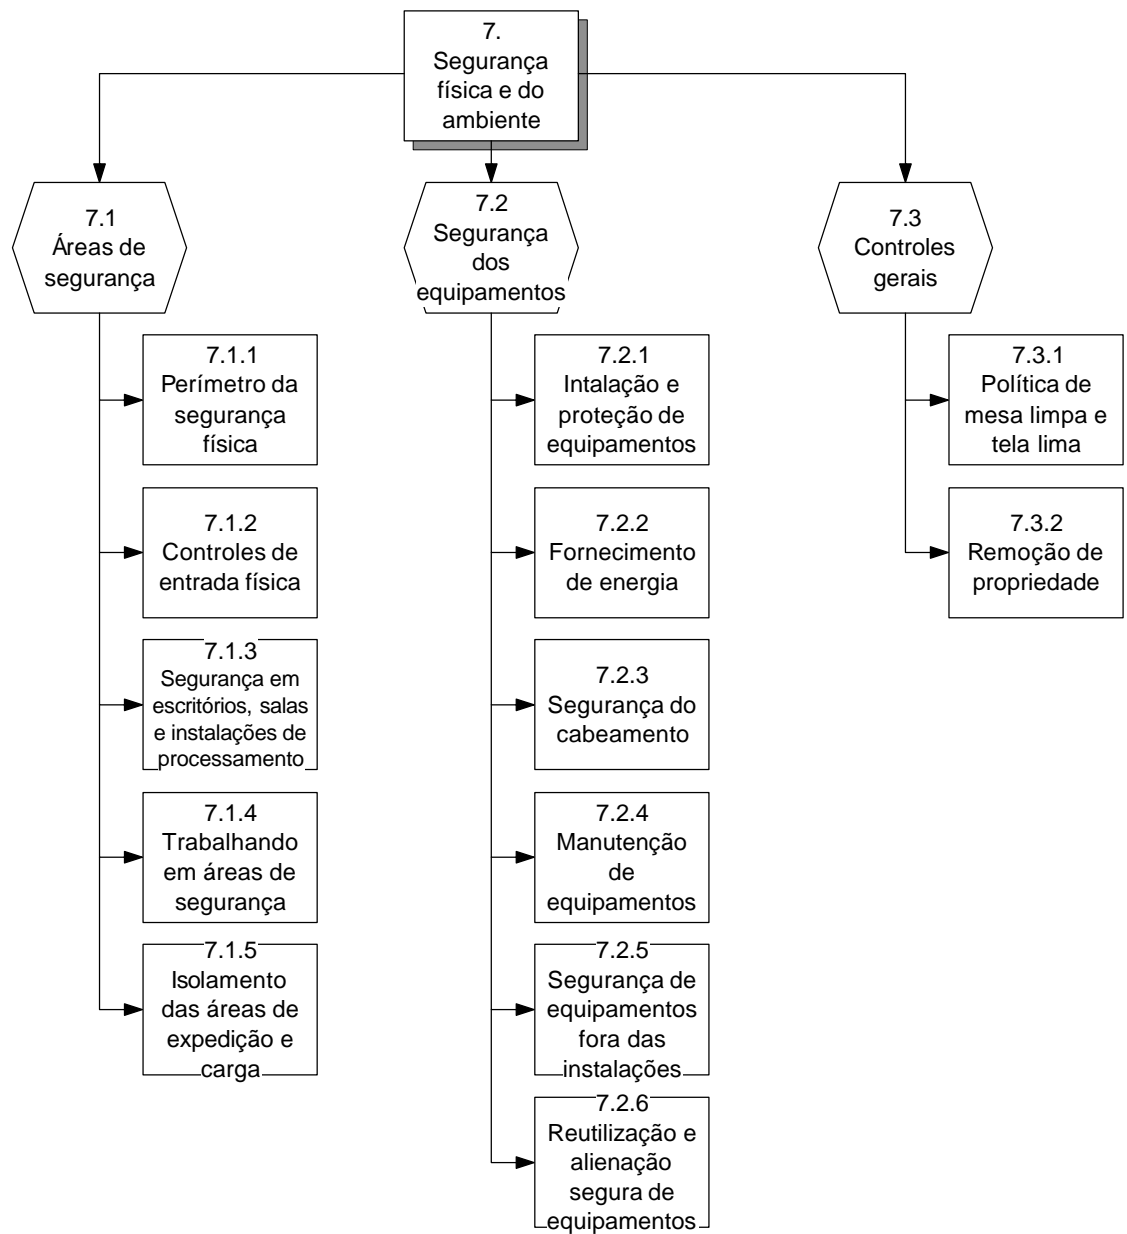 7.
Segurança
física e do
ambiente
7.1
Áreas de
segurança
7.2
Segurança
dos
equipamentos
7.3
Controles
gerais
7.1.1
Perímetro da
segurança
física
7.1.2
Controles de
entrada física
7.1.3
Segurança em
escritórios, salas
e instalações de
processamento
7.1.4
Trabalhando
em áreas de
segurança
7.1.5
Isolamento
das áreas de
expedição e
carga
7.2.1
Intalação e
proteção de
equipamentos
7.2.2
Fornecimento
de energia
7.2.3
Segurança do
cabeamento
7.2.4
Manutenção
de
equipamentos
7.2.5
Segurança de
equipamentos
fora das
instalações
7.2.6
Reutilização e
alienação
segura de
equipamentos
7.3.1
Política de
mesa limpa e
tela lima
7.3.2
Remoção de
propriedade